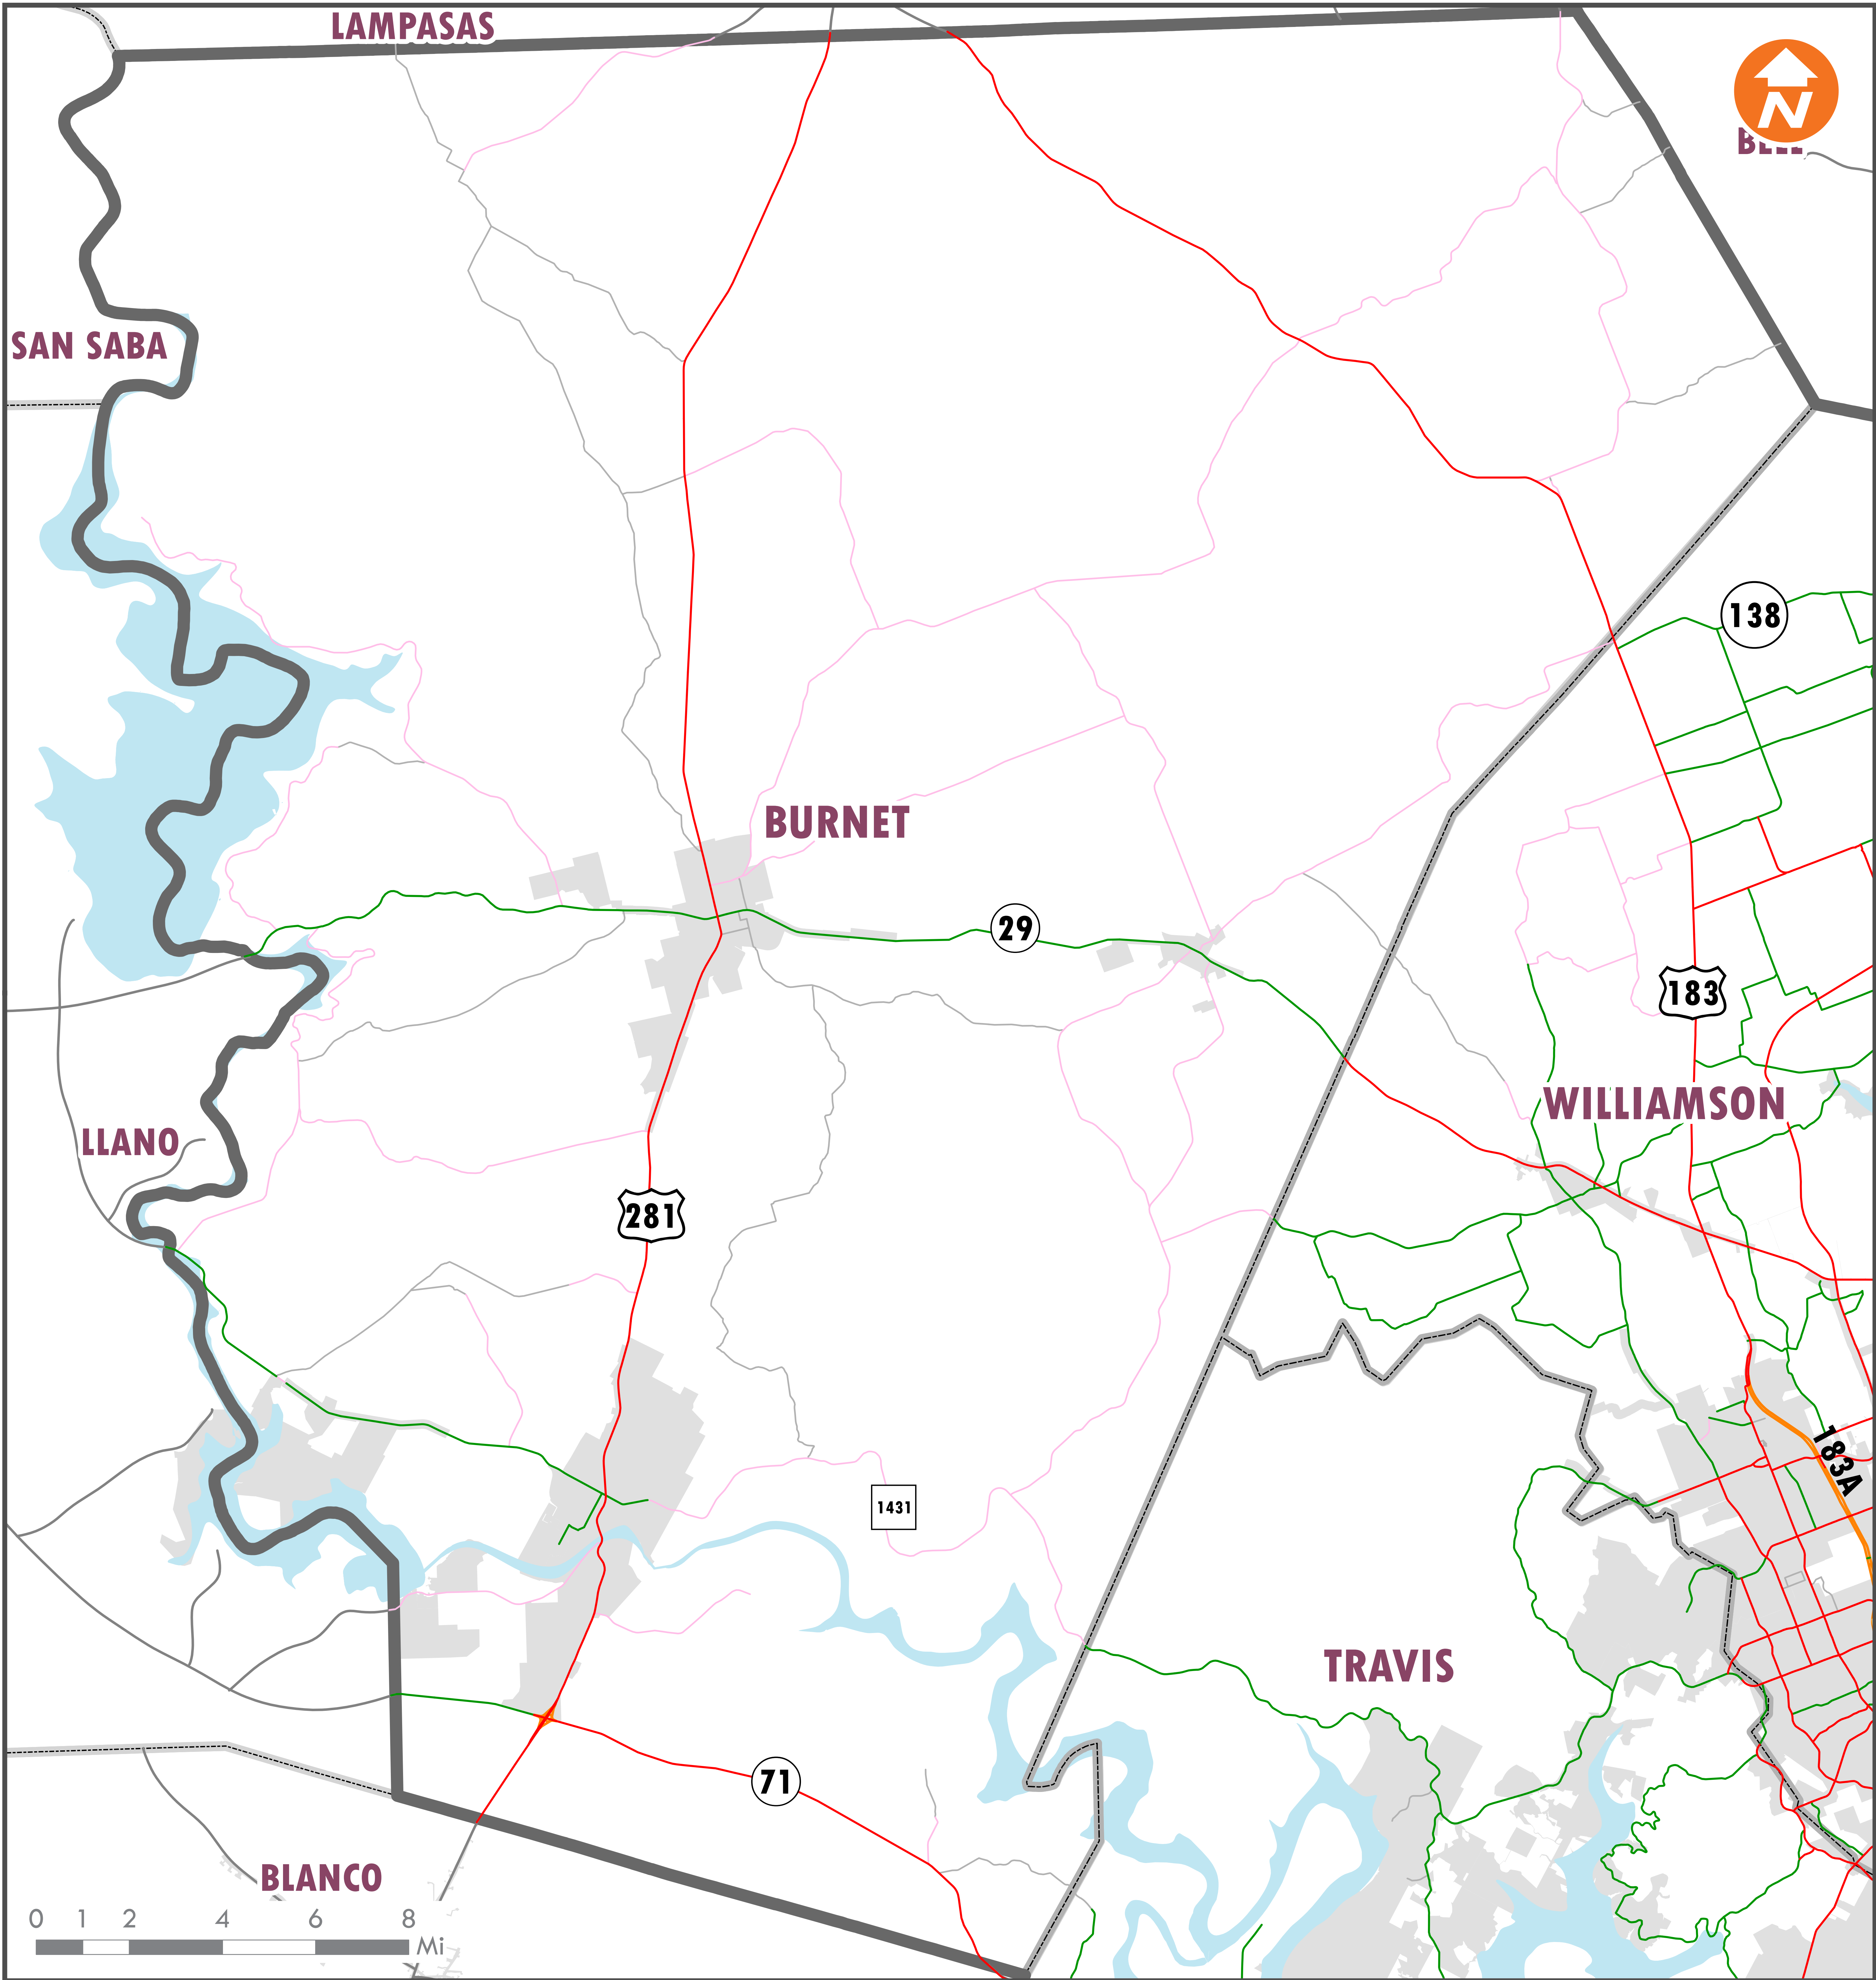 LAMPASAS
N
SAN SABA
138
BURNET
29
183
WILLIAMSON
LLANO
281
183A
1431
TRAVIS
71
BLANCO
0 1 2 4 6 8
Mi